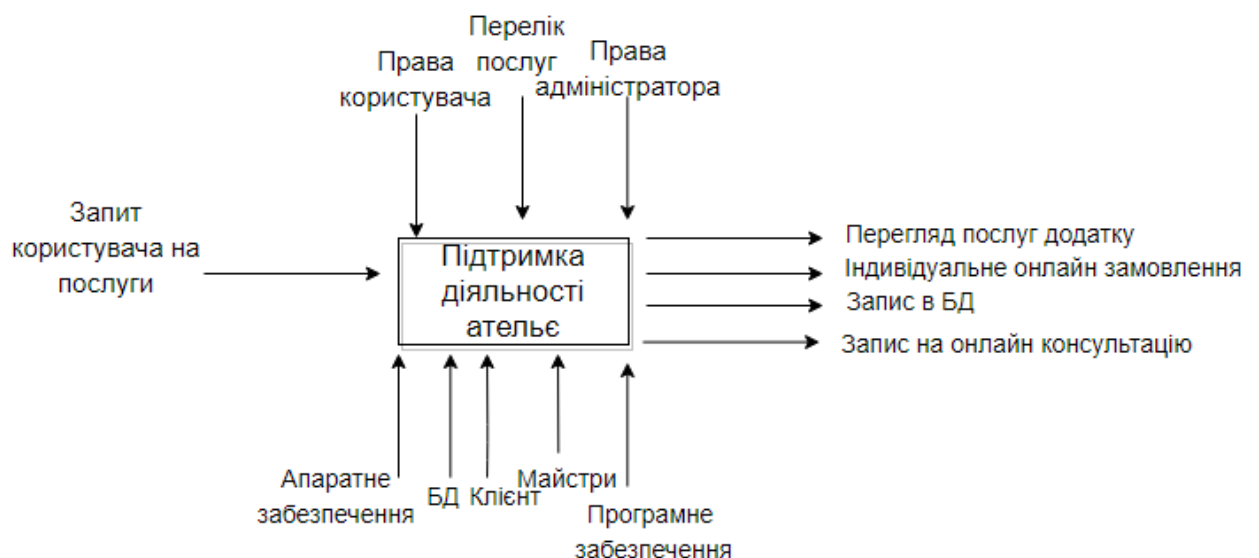 Права
користувача
Перелік
послуг
Права
адміністратора
Запит
користувача на
послуги
Підтримка
діяльності
ательє
Перегляд послуг додатку
Індивідуальне онлайн замовлення
Запис в БД
Запис на онлайн консультацію
Апаратне
забезпечення
БД
Клієнт
Майстри
Програмне
забезпечення